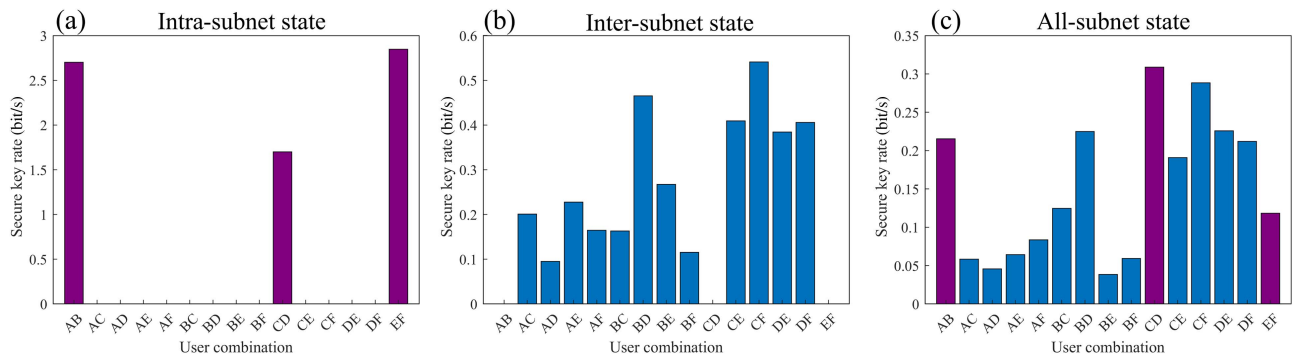 (a)
Intra-subnet state
Secure key rate (bit/s)
3
2.5
2
1.5
1
0.5
0
AB
AC
AD
AE
AF
BC
BD
BE
BF
CD
CE
CF
DE
DF
EF
User combination
(b)
Inter-subnet state
Secure key rate (bit/s)
0.6
0.5
0.4
0.3
0.2
0.1
0
AB
AC
AD
AE
AF
BC
BD
BE
BF
CD
CE
CF
DE
DF
EF
User combination
(c)
All-subnet state
Secure key rate (bit/s)
0.35
0.3
0.25
0.2
0.15
0.1
0.05
0
AB
AC
AD
AE
AF
BC
BD
BE
BF
CD
CE
CF
DE
DF
EF
User combination